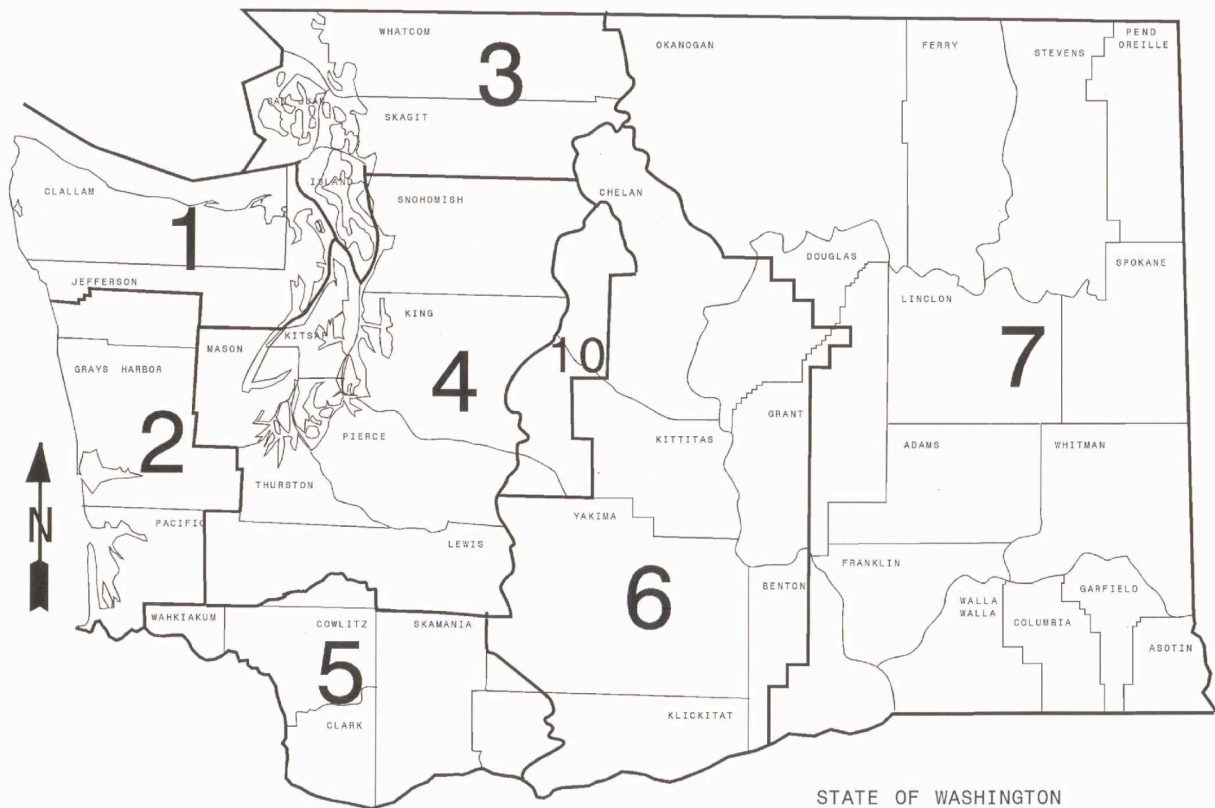 WHATCOM
OKANOGAN
FERRY
STEVENS
PEND
OREILLE
3
SAN JUAN
SKAGIT
CLALLAM
ISLAND
SNOHOMISH
CHELAN
1
DOUGLAS
SPOKANE
JEFFERSON
LINCLON
KING
KITSAP
MASON
10
7
GRAYS HARBOR
4
GRANT
2
PIERCE
KITTITAS
ADAMS
WHITMAN
THURSTON
N
PACIFIC
YAKIMA
LEWIS
FRANKLIN
BENTON
6
GARFIELD
WALLA
WALLA
COLUMBIA
WAHKIAKUM
COWLITZ
SKAMANIA
ASOTIN
5
KLICKITAT
CLARK
STATE OF WASHINGTON